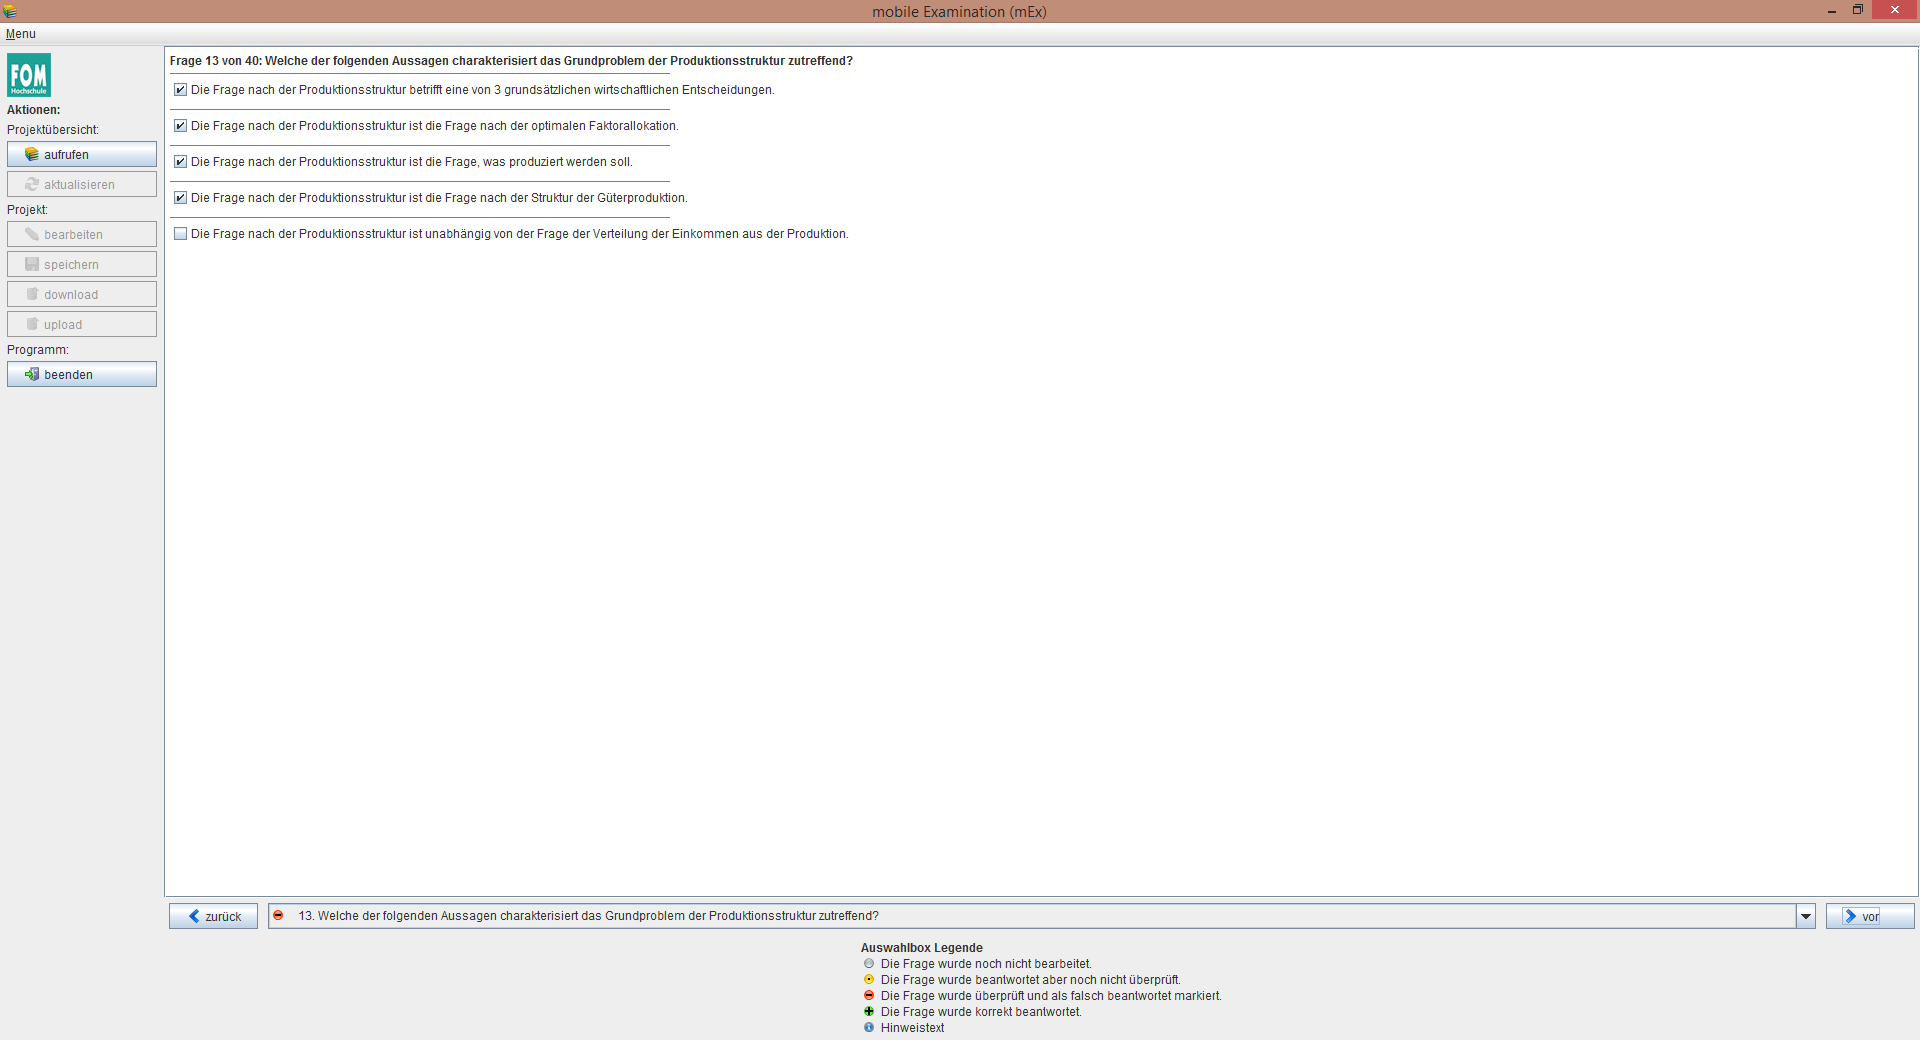 mobile Examination (mEx)
Menu
FOM
Hochschule
Aktionen:
Projektübersicht:
aufrufen
aktualisieren
Projekt:
bearbeiten
speichern
download
upload
Programm:
beenden
Frage 13 von 40: Welche der folgenden Aussagen charakterisiert das Grundproblem der Produktionsstruktur zutreffend?
Die Frage nach der Produktionsstruktur betrifft eine von 3 grundsätzlichen wirtschaftlichen Entscheidungen.
Die Frage nach der Produktionsstruktur ist die Frage nach der optimalen Faktorallokation.
Die Frage nach der Produktionsstruktur ist die Frage, was produziert werden soll.
Die Frage nach der Produktionsstruktur ist die Frage nach der Struktur der Güterproduktion.
Die Frage nach der Produktionsstruktur ist unabhängig von der Frage der Verteilung der Einkommen aus der Produktion.
zurück
13. Welche der folgenden Aussagen charakterisiert das Grundproblem der Produktionsstruktur zutreffend?
vor
Auswahlbox Legende
Die Frage wurde noch nicht bearbeitet.
Die Frage wurde beantwortet aber noch nicht überprüft.
Die Frage wurde überprüft und als falsch beantwortet markiert.
Die Frage wurde korrekt beantwortet.
Hinweistext